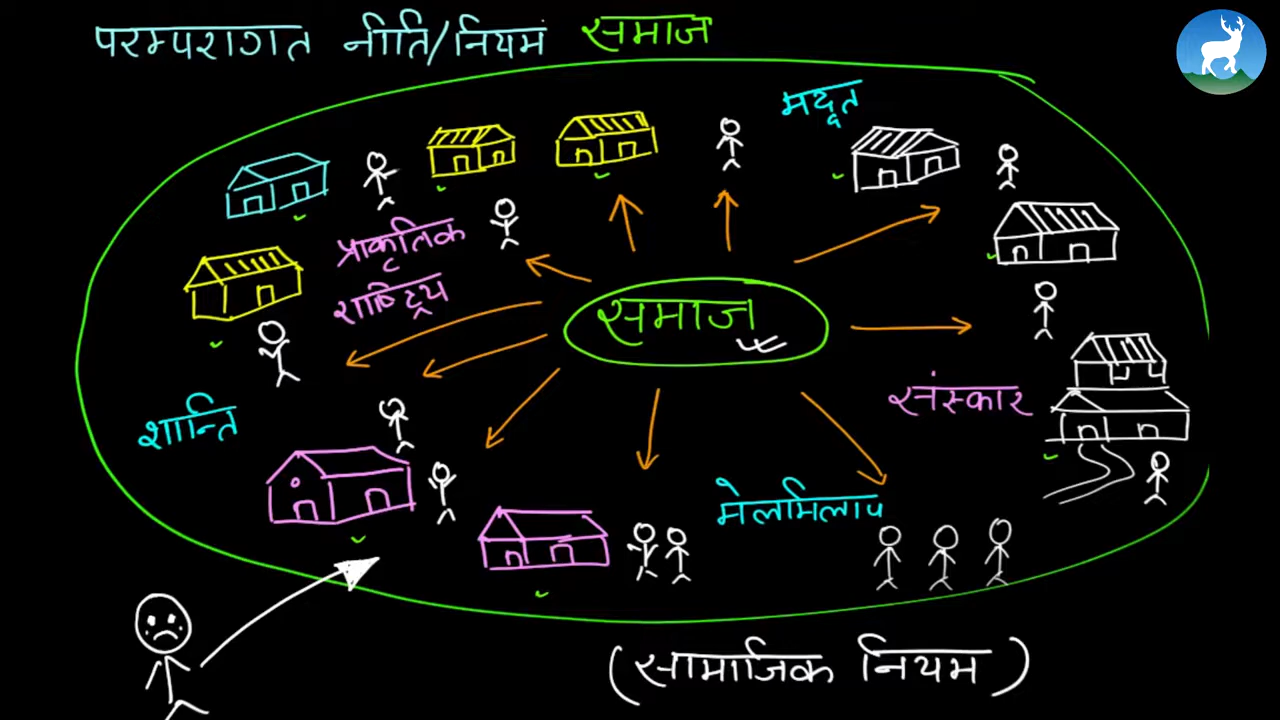 परम्परागत नीति/नियम समाज
मद्दत
प्राकृतिक
राष्ट्रिय
समाज
संस्कार
शान्ति
मेलमिलाप
(सामाजिक नियम)